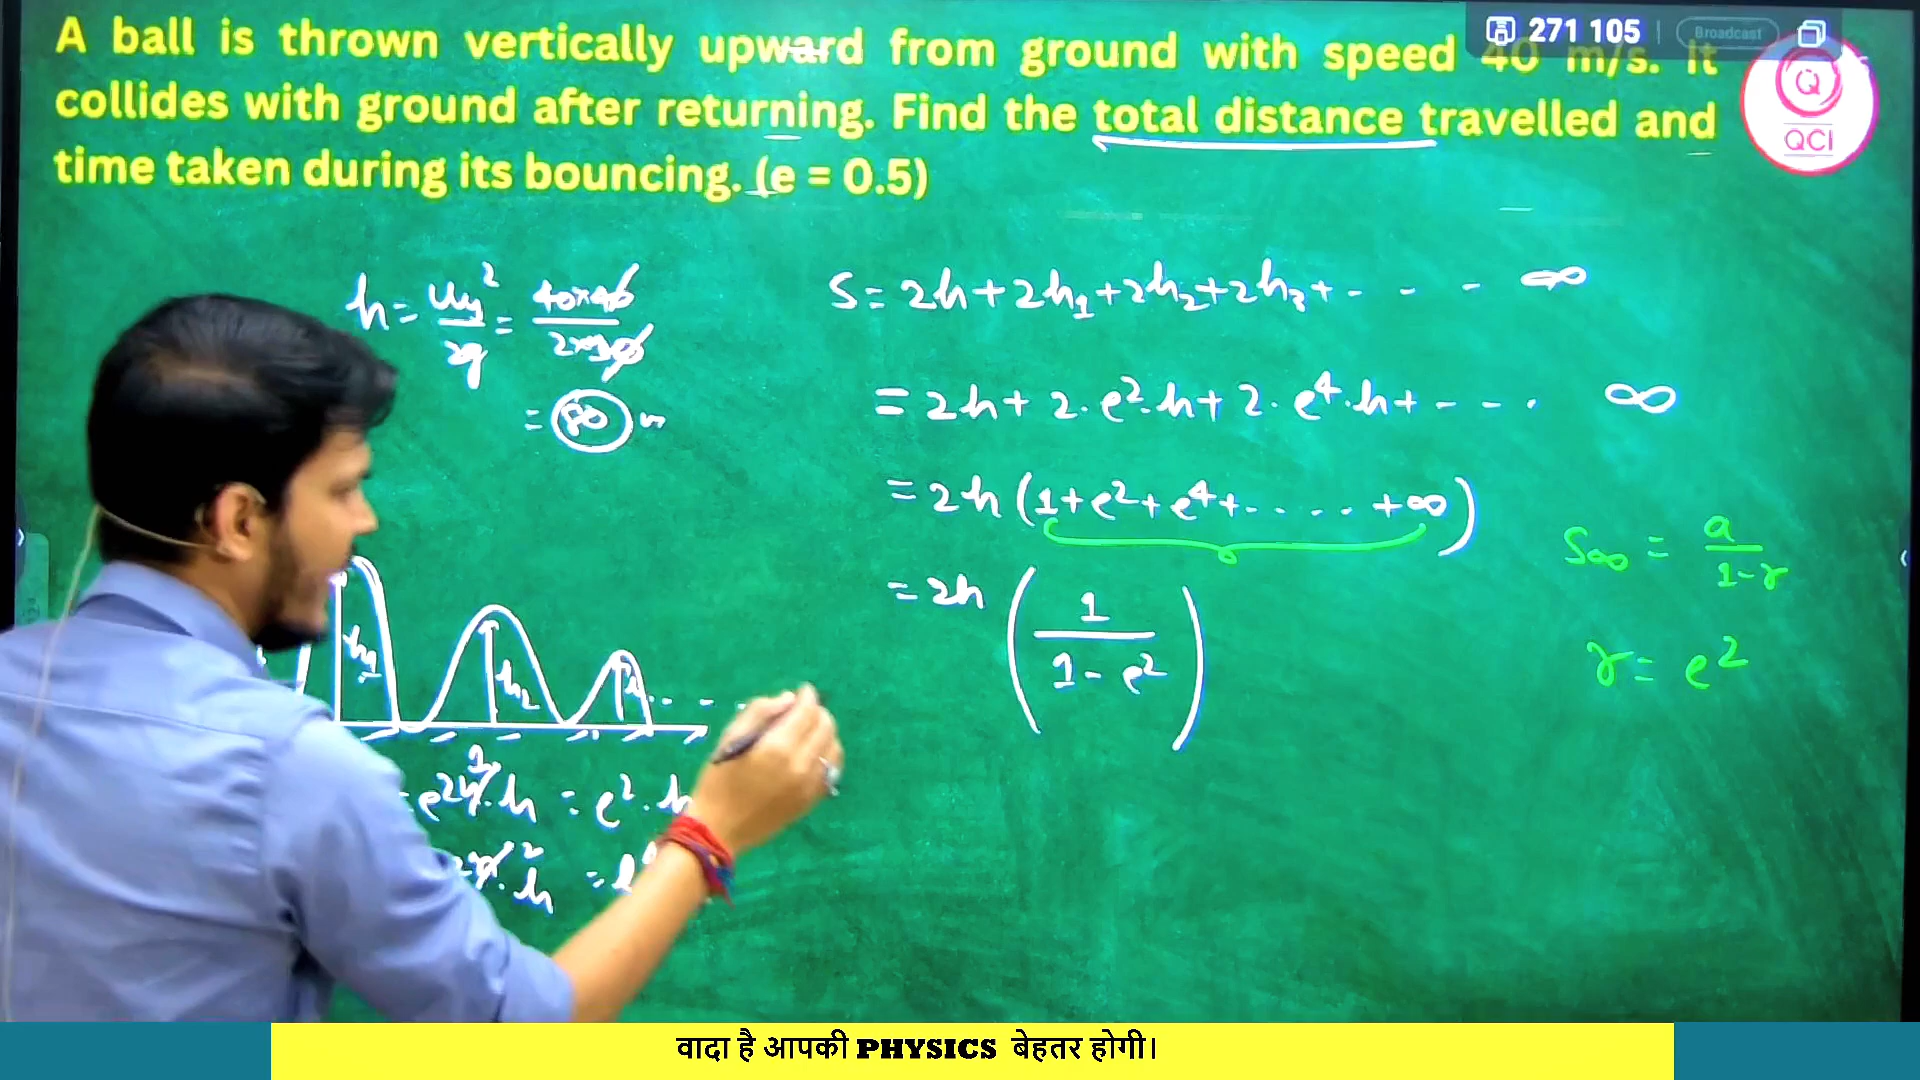 A ball is thrown vertically upward from ground with speed 40 m/s. It
collides with ground after returning. Find the total distance travelled and
time taken during its bouncing. (e = 0.5)
271 105
Broadcast
Q
QCI
h = uy² / 2g = 40×40 / 2×10
= 80 m
S = 2h + 2h₁ + 2h₂ + 2h₃ + - - - ∞
= 2h + 2·e²·h + 2·e⁴·h + - - - · ∞
= 2h (1 + e² + e⁴ + · · · · · + ∞)
= 2h ( 1 / 1 - e² )
S∞ = a / 1 - r
r = e²
h₁
h₂
= e²·h = e²·h
वादा है आपकी PHYSICS बेहतर होगी।